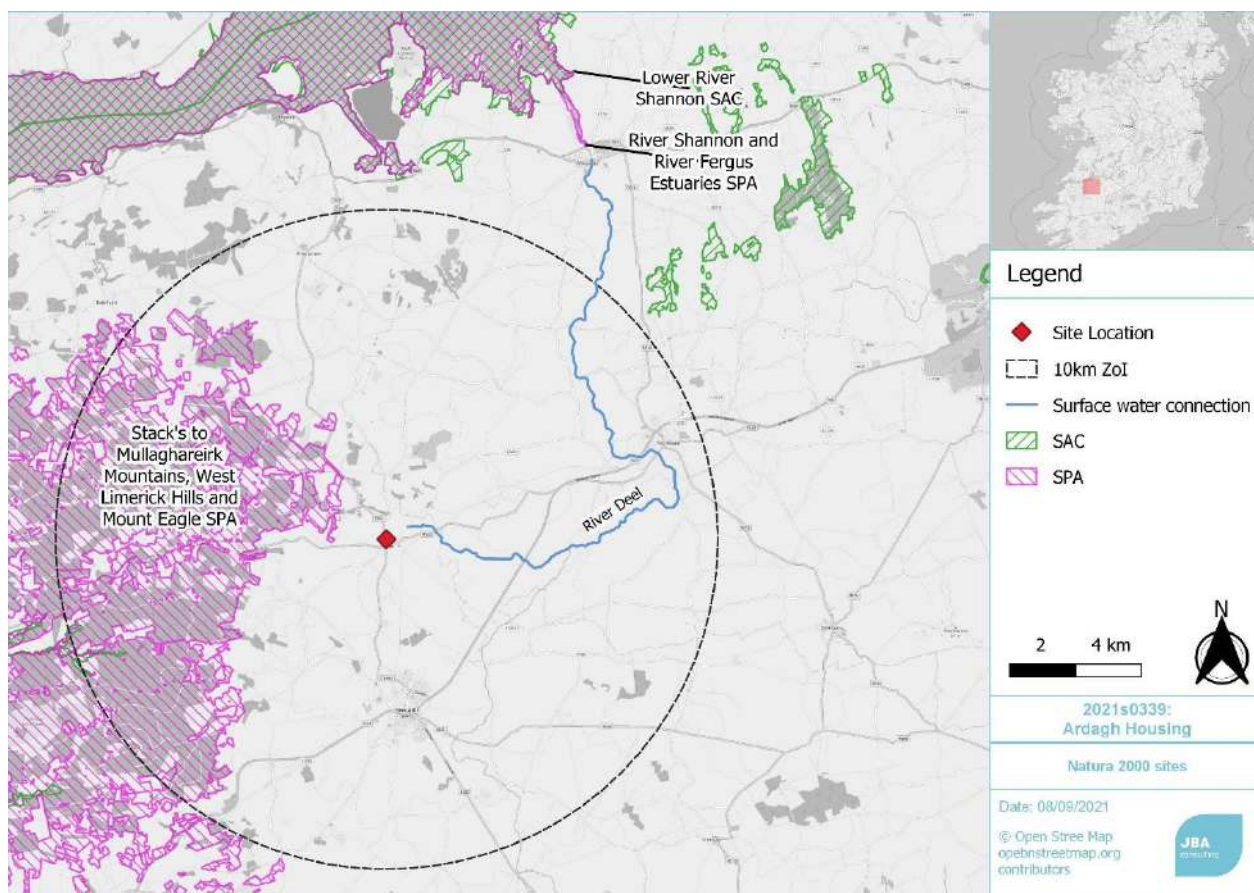 Lower River
Shannon SAC
River Shannon and
River Fergus
Estuaries SPA
Stack's to
Mullaghareirk
Mountains, West
Limerick Hills and
Mount Eagle SPA
River Deel
Legend
Site Location
10km ZoI
Surface water connection
SAC
SPA
N
2 4 km
2021s0339:
Ardagh Housing
Natura 2000 sites
Date: 08/09/2021
© Open Stree Map
opebnstreetmap.org
contributors
JBA
consulting